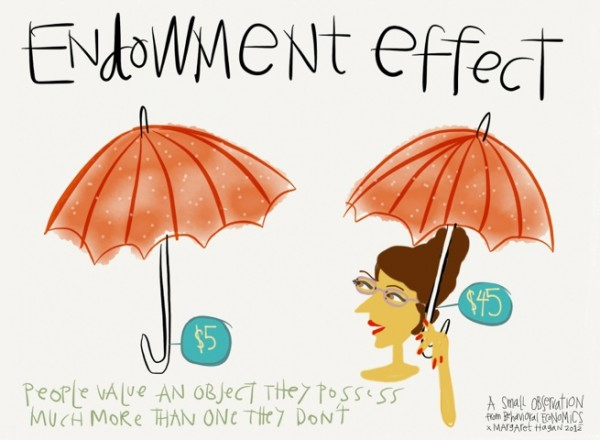 ENDOWMENT EFFECT
$5
$45
PEOPLE VALUE AN OBJECT THEY POSSESS
MUCH MORE THAN ONE THEY DON'T
A SMALL OBSERVATION
from BEHAVIORAL ECONOMICS
x MARGARET HAGAN 2012